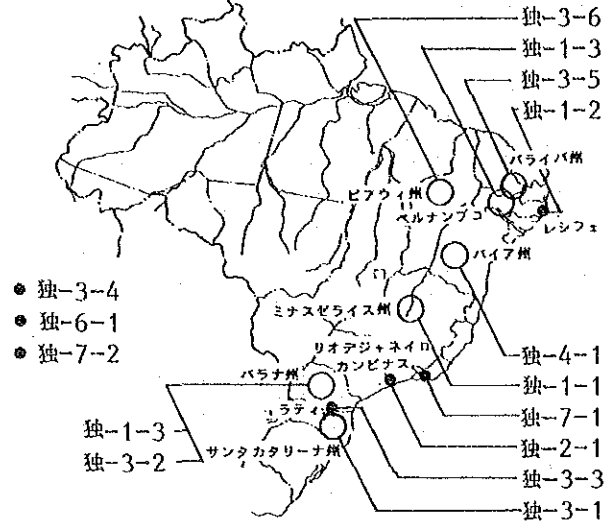 独-3-6
独-1-3
独-3-5
独-1-2
パライバ州
ピアウィ州
ペルナンブコ
レシフェ
バイア州
独-3-4
独-6-1
独-7-2
ミナスゼライス州
リオデジャネイロ
カンピナス
パラナ州
ラティ
サンタカタリーナ州
独-1-3
独-3-2
独-4-1
独-1-1
独-7-1
独-2-1
独-3-3
独-3-1